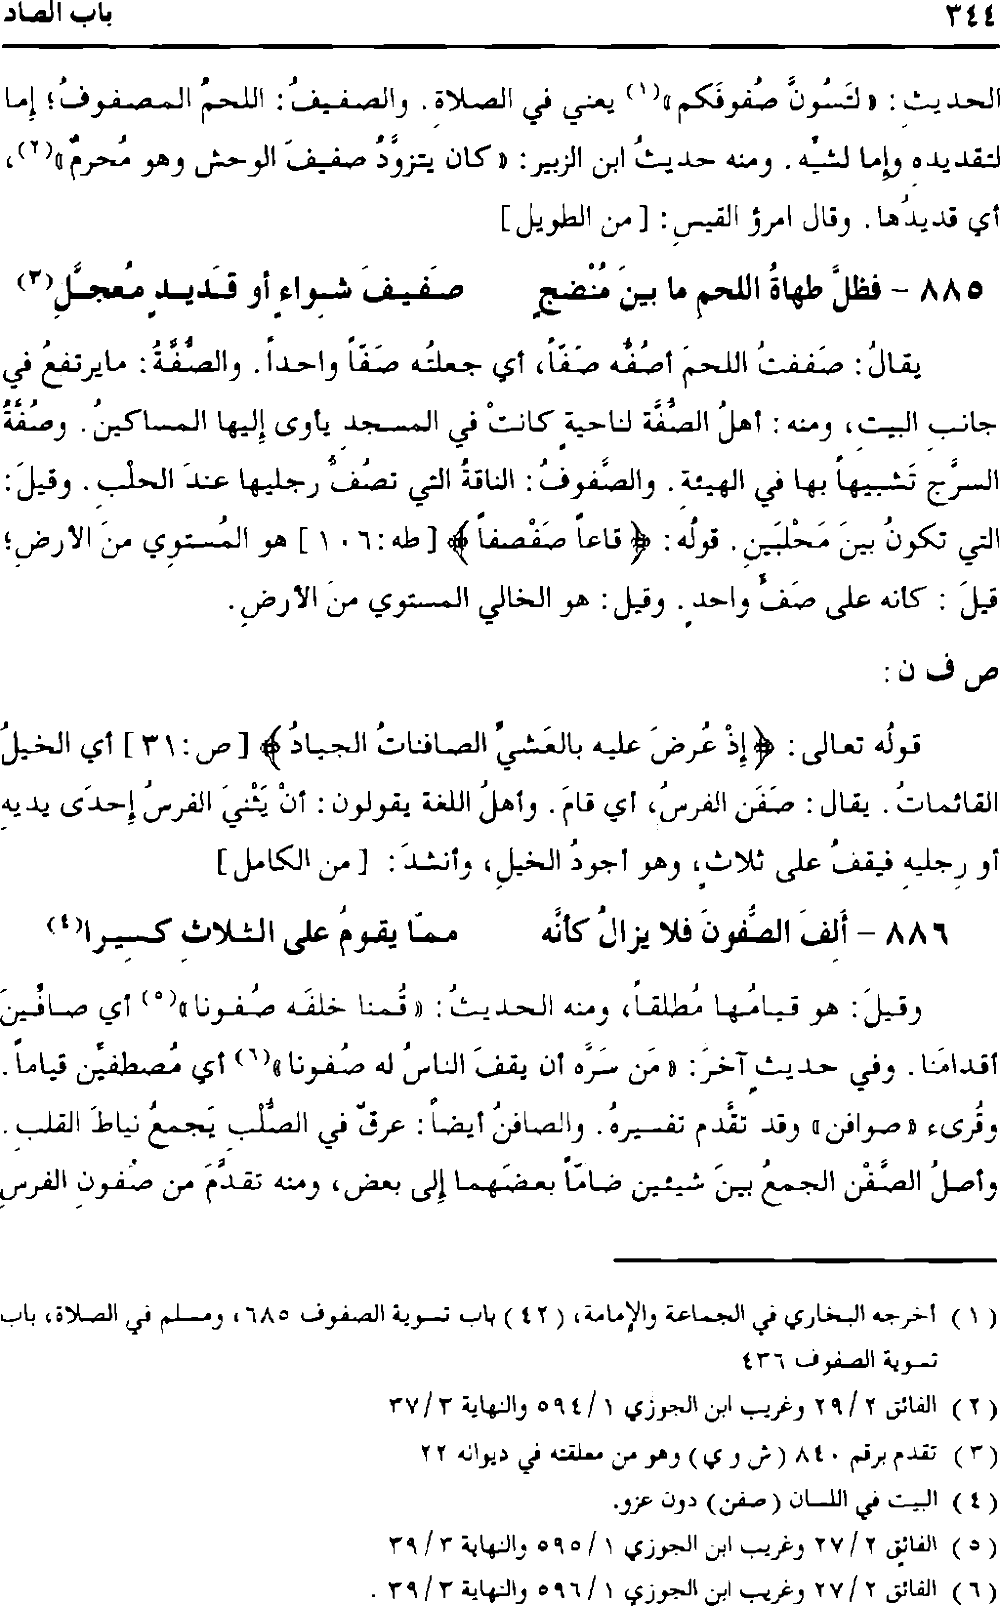 ٣٤٤ باب الصاد
الحديثِ: «لتَسُونَّ صُفوفَكم»(١) يعني في الصلاةِ. والصفيفُ: اللحمُ المصفوفُ؛ إما
لتقديدهِ وإما لشيِّه. ومنه حديثُ ابن الزبير: «كان يتزوَّدُ صفيفَ الوحش وهو مُحرمٌ»(٢)،
أي قديدُها. وقال امرؤ القيسِ: [من الطويل]
٨٨٥ - فظلَّ طهاةُ اللحمِ ما بينَ مُنْضجٍ صَفيفَ شواءٍ أو قَديدٍ مُعجلِ(٣)
يقالُ: صَففتُ اللحمَ أصُفُّه صَفّاً، أي جعلتُه صَفّاً واحداً. والصُّفَّةُ: مايرتفعُ في
جانبِ البيتِ، ومنه: أهلُ الصُّفَّة لناحيةٍ كانتْ في المسجدِ يأوى إليها المساكينُ. وصُفَّةُ
السرَّج تَشبيهاً بها في الهيئةِ. والصَّفوفُ: الناقةُ التي تصُفُّ رجليها عندَ الحلْبِ. وقيلَ:
التي تكونُ بينَ مَحْلبَينِ. قولُه: ﴿قاعاً صَفْصفاً﴾ [طه:١٠٦] هو المُستوِي منَ الأرضِ؛
قيلَ: كأنه على صَفٍّ واحدٍ. وقيل: هو الخالي المستوي منَ الأرضِ.
ص ف ن:
قولُه تعالى: ﴿إذْ عُرضَ عليه بالعَشيِّ الصافناتُ الجيادُ﴾ [ص:٣١] أي الخيلُ
القائماتُ. يقال: صَفَن الفرسُ، أي قامَ. وأهلُ اللغة يقولون: أنْ يَثْنيَ الفرسُ إحدَى يديهِ
أو رِجليهِ فيقفُ على ثلاثٍ، وهو أجودُ الخيلِ، وأنشدَ: [من الكامل]
٨٨٦ - ألِفَ الصُّفونَ فلا يزالُ كأنَّه ممّا يقومُ على الثلاثِ كسيرا(٤)
وقيلَ: هو قيامُها مُطلقاً، ومنه الحديثُ: «قُمنا خلفَه صُفونا»(٥) أي صافِّينَ
أقدامَنا. وفي حديثٍ آخرَ: «مَن سَرَّه أن يقفَ الناسُ له صُفونا»(٦) أي مُصطفيِّن قياماً.
وقُرىء «صوافن» وقد تقدَّم تفسيرهُ. والصافنُ أيضاً: عرقٌ في الصُّلْبِ يَجمعُ نياطَ القلبِ.
وأصلُ الصَّفْن الجمعُ بينَ شيئين ضامّاً بعضَهما إلى بعض، ومنه تقدَّمَ من صُفونِ الفرسِ
(١) أخرجه البخاري في الجماعة والإمامة، (٤٢) باب تسوية الصفوف ٦٨٥، ومسلم في الصلاة، باب
تسوية الصفوف ٤٣٦
(٢) الفائق ٢/ ٢٩ وغريب ابن الجوزي ١/ ٥٩٤ والنهاية ٣/ ٣٧
(٣) تقدم برقم ٨٤٠ (ش و ي) وهو من معلقته في ديوانه ٢٢
(٤) البيت في اللسان (صفن) دون عزو.
(٥) الفائق ٢/ ٢٧ وغريب ابن الجوزي ١/ ٥٩٥ والنهاية ٣/ ٣٩
(٦) الفائق ٢/ ٢٧ وغريب ابن الجوزي ١/ ٥٩٦ والنهاية ٣/ ٣٩.